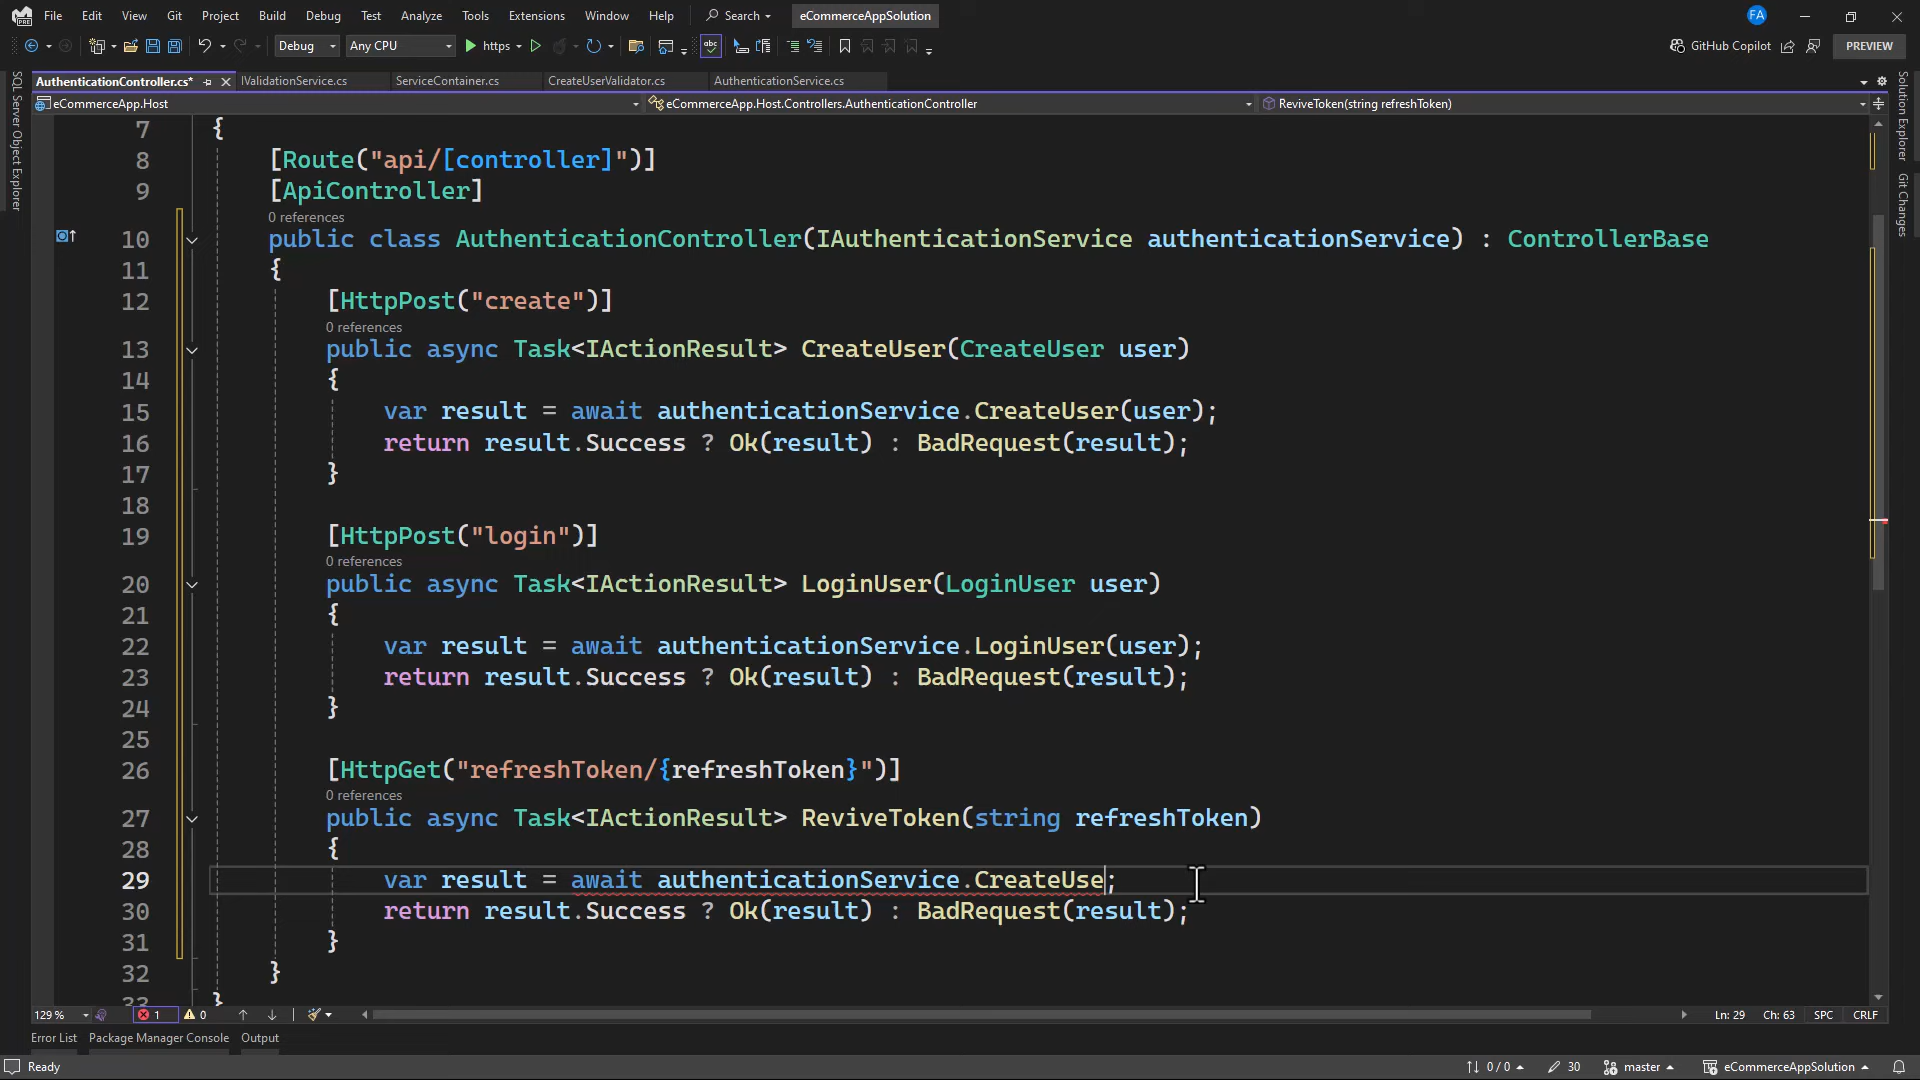 File Edit View Git Project Build Debug Test Analyze Tools Extensions Window Help Search eCommerceAppSolution FA
Debug Any CPU https abc GitHub Copilot PREVIEW
AuthenticationController.cs* IValidationService.cs ServiceContainer.cs CreateUserValidator.cs AuthenticationService.cs
eCommerceApp.Host eCommerceApp.Host.Controllers.AuthenticationController ReviveToken(string refreshToken)
SQL Server Object Explorer
Solution Explorer
Git Changes
7 {
8 [Route("api/[controller]")]
9 [ApiController]
0 references
10 public class AuthenticationController(IAuthenticationService authenticationService) : ControllerBase
11 {
12 [HttpPost("create")]
0 references
13 public async Task<IActionResult> CreateUser(CreateUser user)
14 {
15 var result = await authenticationService.CreateUser(user);
16 return result.Success ? Ok(result) : BadRequest(result);
17 }
18
19 [HttpPost("login")]
0 references
20 public async Task<IActionResult> LoginUser(LoginUser user)
21 {
22 var result = await authenticationService.LoginUser(user);
23 return result.Success ? Ok(result) : BadRequest(result);
24 }
25
26 [HttpGet("refreshToken/{refreshToken}")]
0 references
27 public async Task<IActionResult> ReviveToken(string refreshToken)
28 {
29 var result = await authenticationService.CreateUse;
30 return result.Success ? Ok(result) : BadRequest(result);
31 }
32 }
33 }
129 % 1 0 Ln: 29 Ch: 63 SPC CRLF
Error List Package Manager Console Output
Ready 0 / 0 30 master eCommerceAppSolution